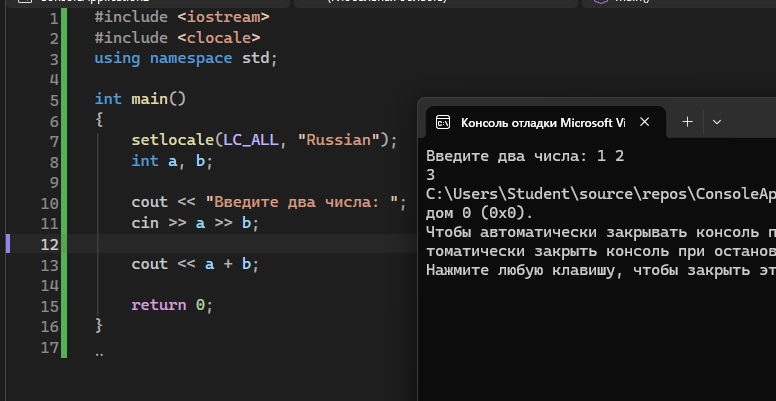 1 #include <iostream>
2 #include <clocale>
3 using namespace std;
4
5 int main()
6 {
7 setlocale(LC_ALL, "Russian");
8 int a, b;
9
10 cout << "Введите два числа: ";
11 cin >> a >> b;
12
13 cout << a + b;
14
15 return 0;
16 }
17 ..
Консоль отладки Microsoft Vi
Введите два числа: 1 2
3
C:\Users\Student\source\repos\ConsoleAp
дом 0 (0x0).
Чтобы автоматически закрывать консоль п
томатически закрыть консоль при останов
Нажмите любую клавишу, чтобы закрыть эт